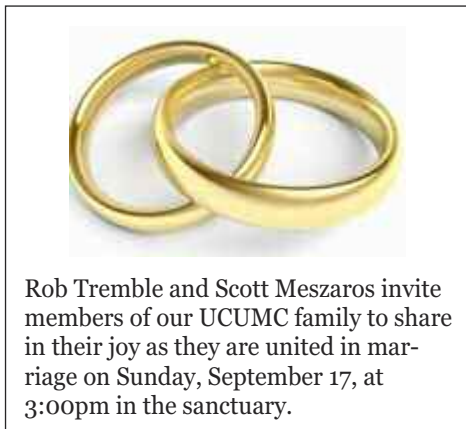 Rob Tremble and Scott Meszaros invite
members of our UCUMC family to share
in their joy as they are united in mar-
riage on Sunday, September 17, at
3:00pm in the sanctuary.